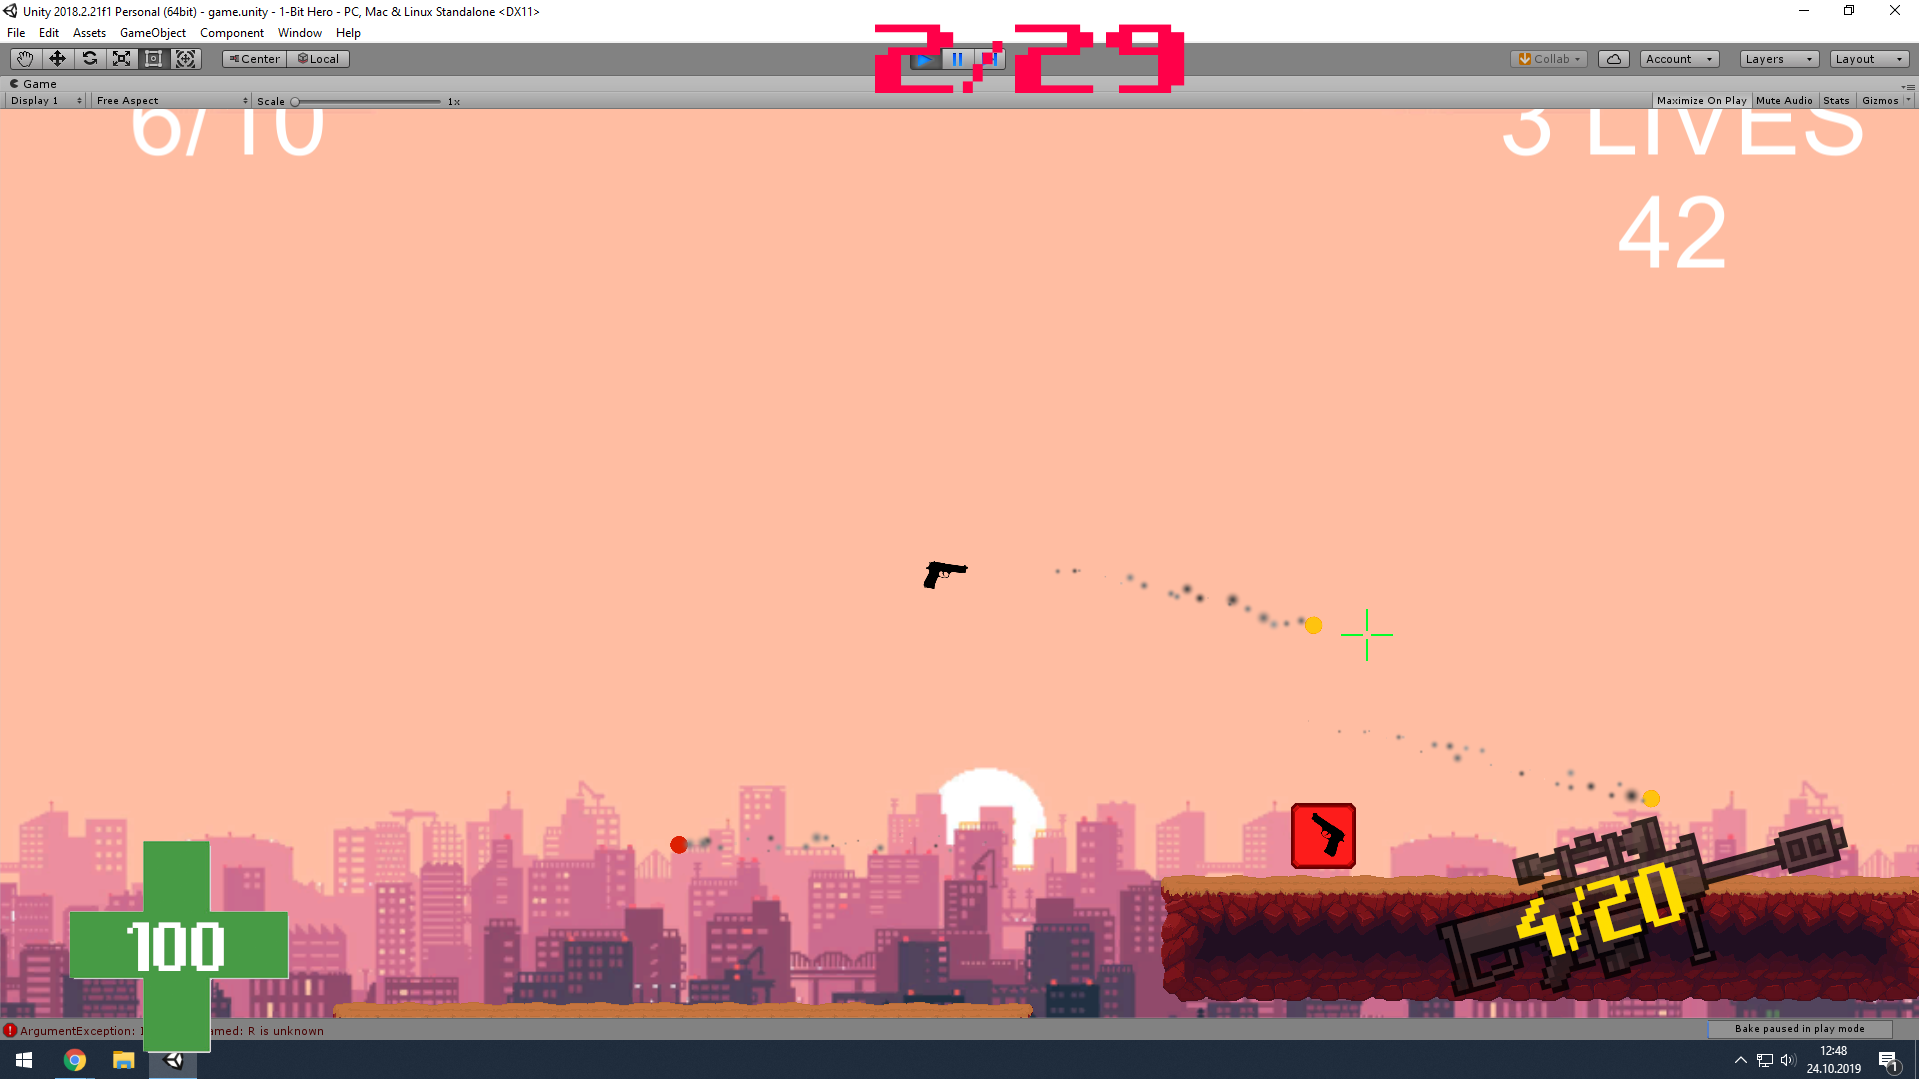 Unity 2018.2.21f1 Personal (64bit) - game.unity - 1-Bit Hero - PC, Mac & Linux Standalone <DX11>
File Edit Assets GameObject Component Window Help
2/29
Center Local
Collab Account Layers Layout
Game
Display 1 Free Aspect Scale 1x
Maximize On Play Mute Audio Stats Gizmos
6/10
3 LIVES
42
4/20
100
ArgumentException: amed: R is unknown
Bake paused in play mode
12:48
24.10.2019
1